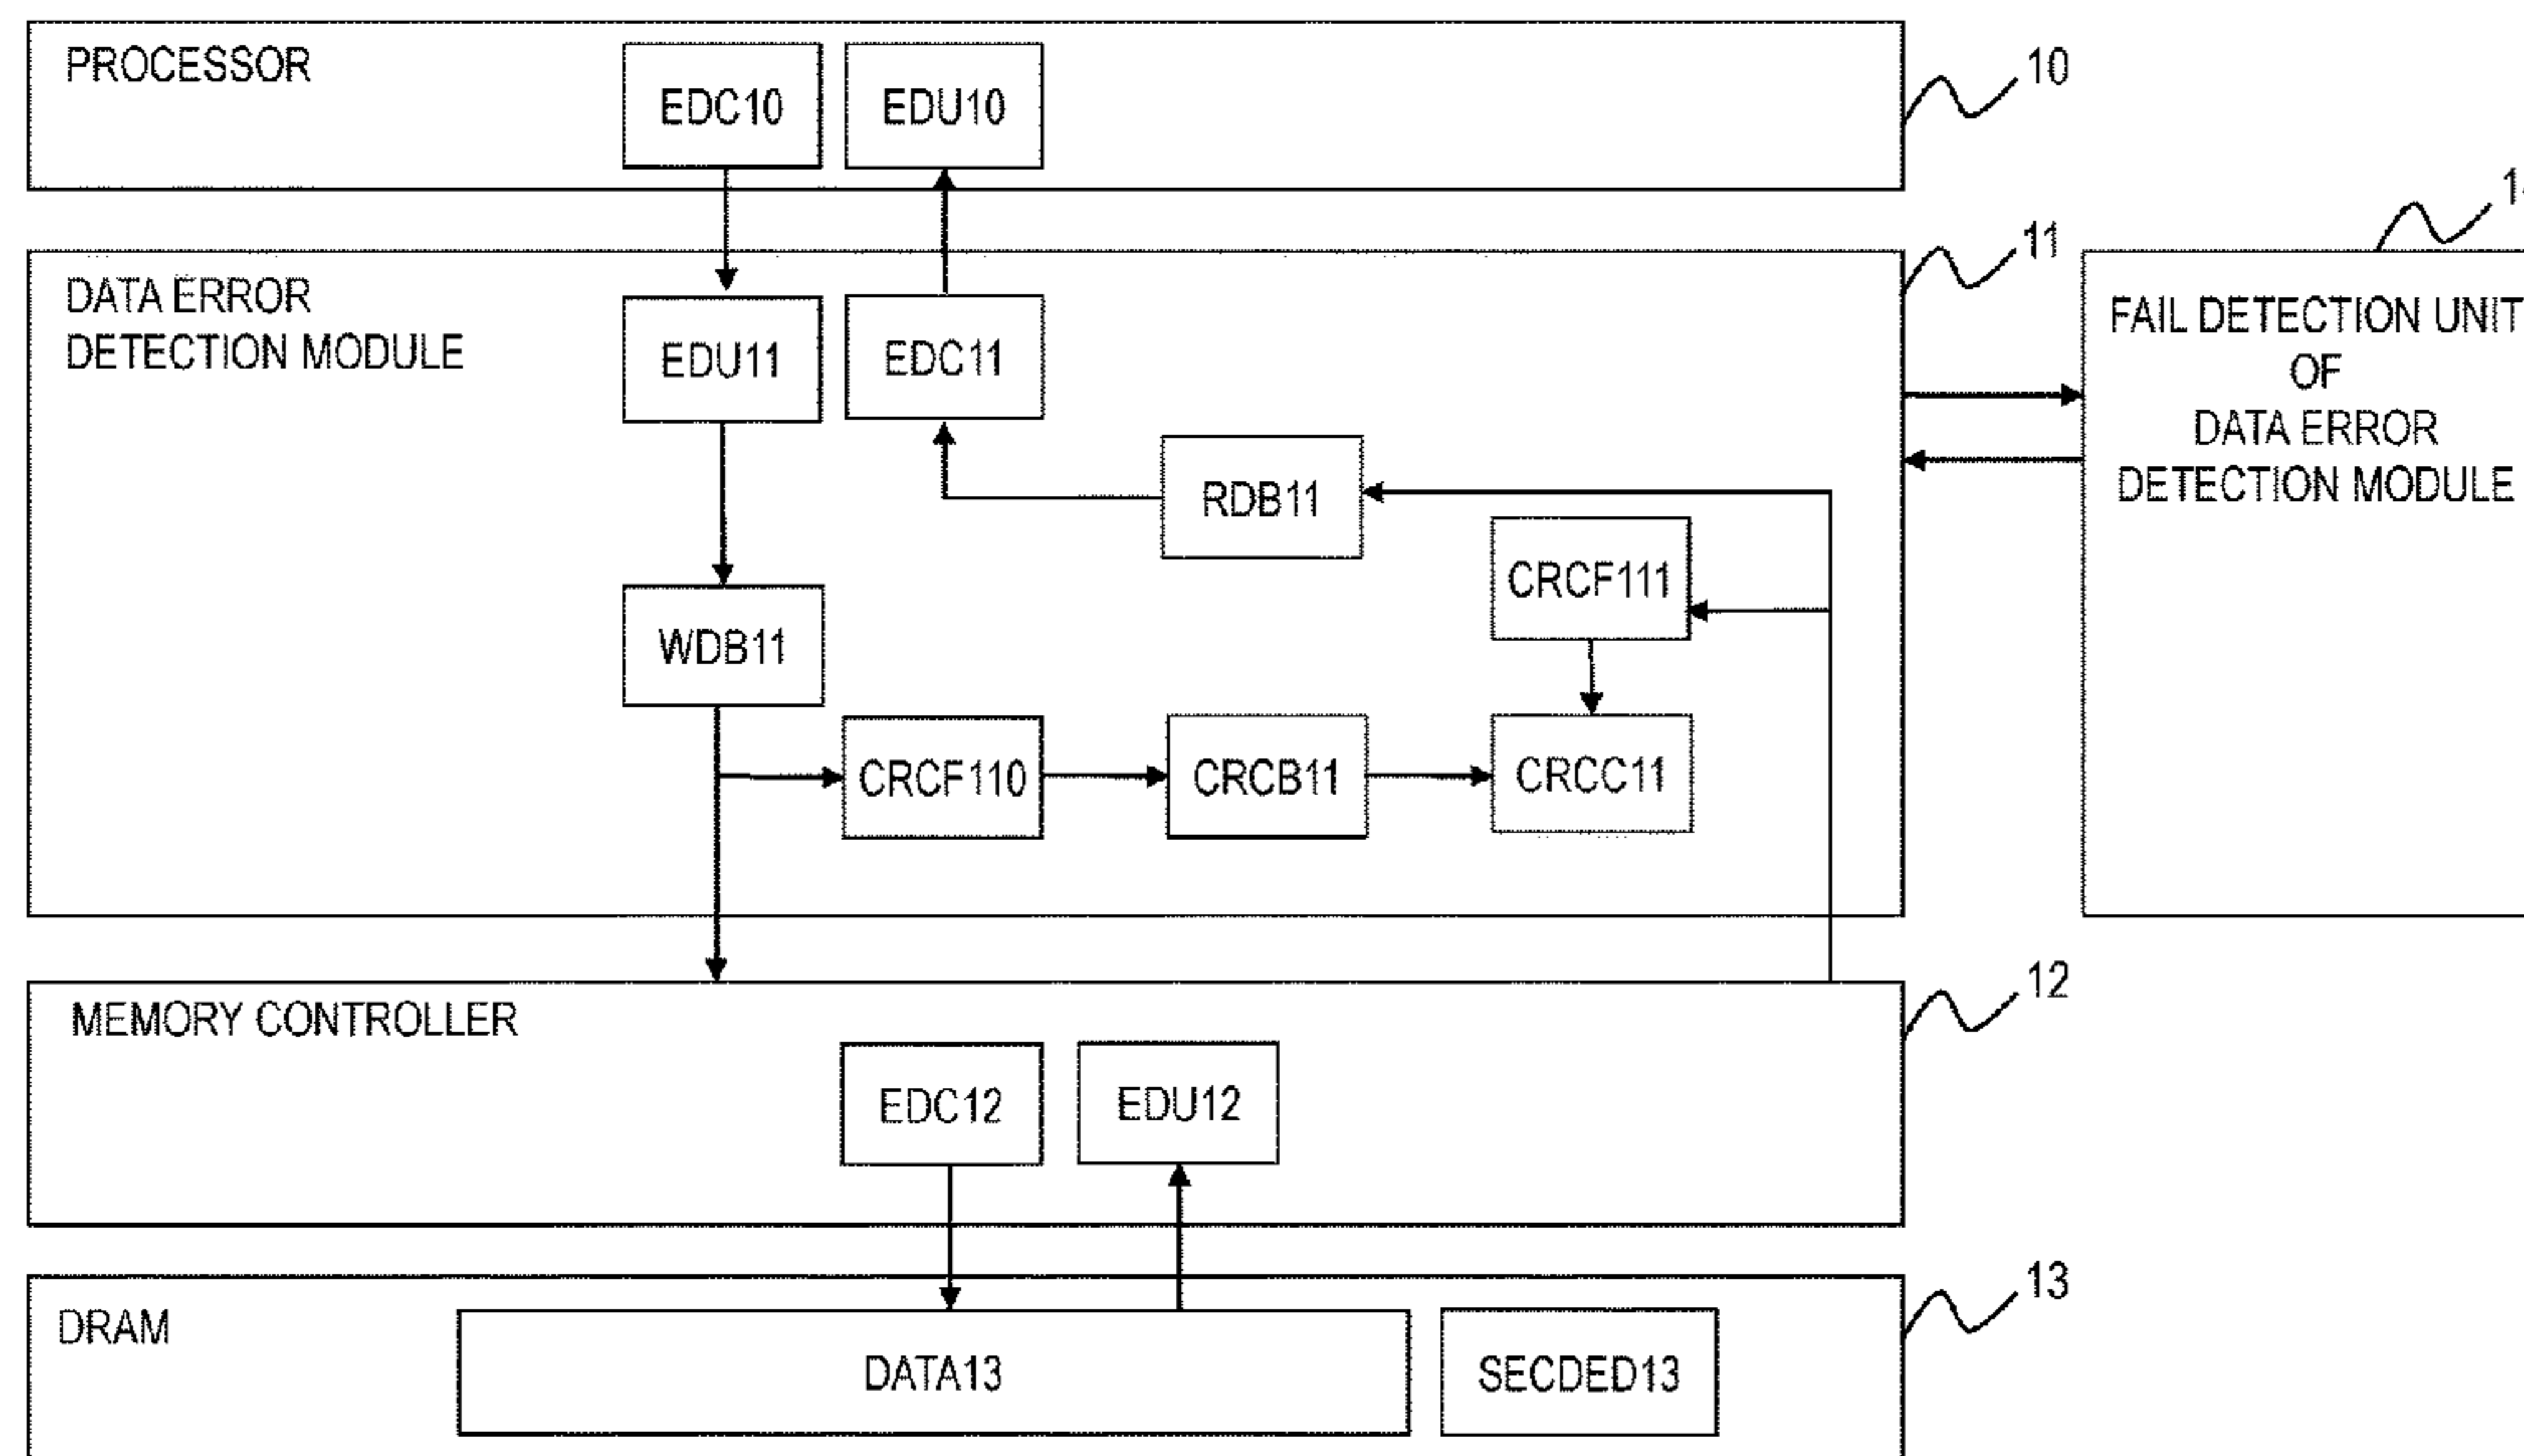 PROCESSOR
EDC10
EDU10
10
DATA ERROR
DETECTION MODULE
EDU11
EDC11
11
RDB11
CRCF111
WDB11
CRCF110
CRCB11
CRCC11
FAIL DETECTION UNIT
OF
DATA ERROR
DETECTION MODULE
MEMORY CONTROLLER
12
EDC12
EDU12
DRAM
13
DATA13
SECDED13